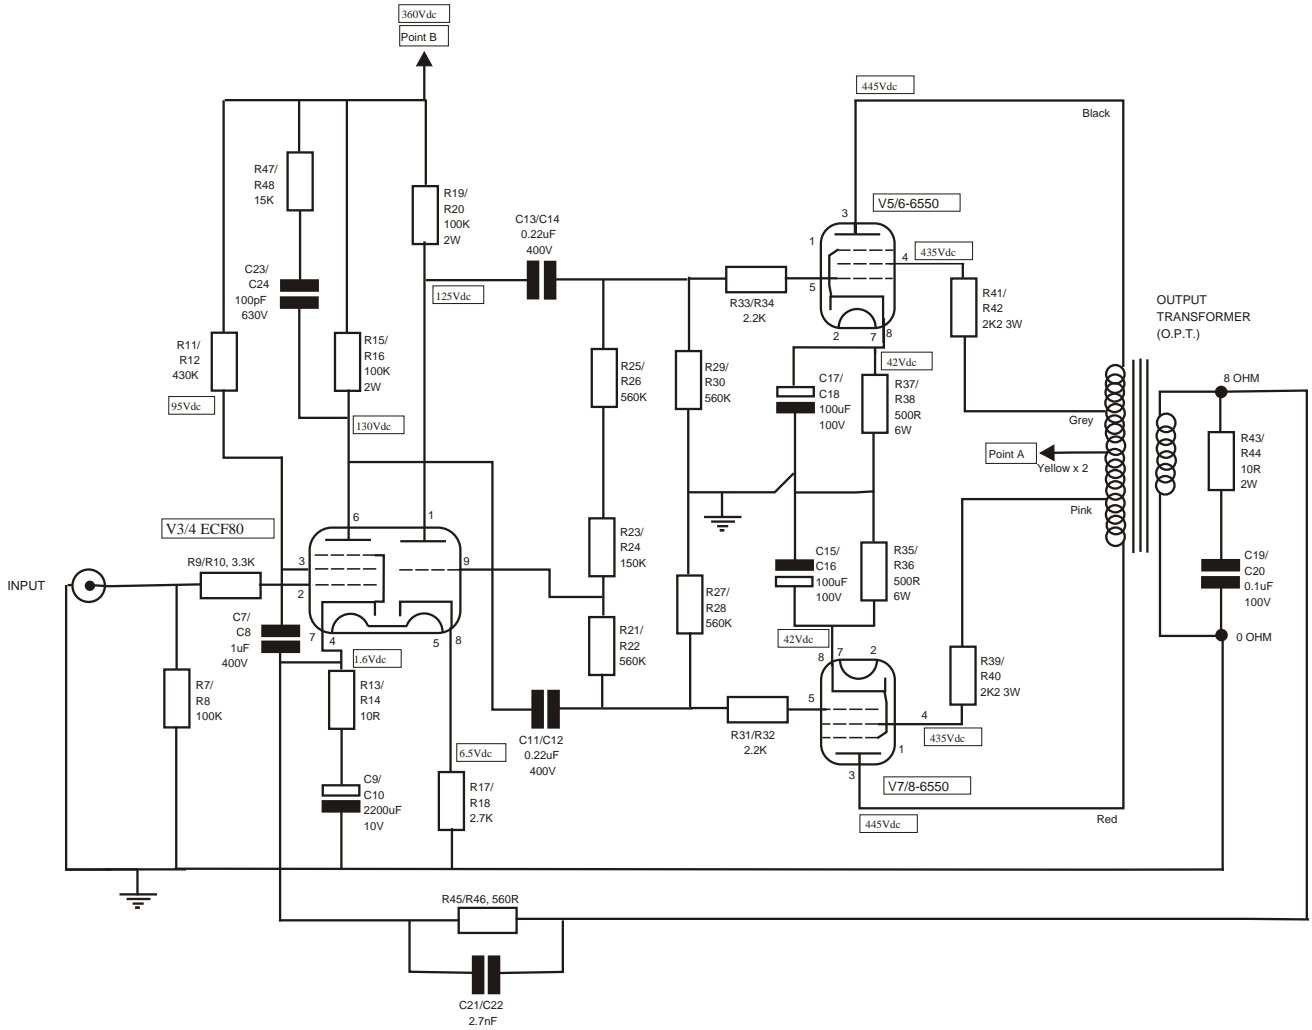 360Vdc
Point B
445Vdc
Black
R47/
R48
15K
R19/
R20
100K
2W
C13/C14
0.22uF
400V
V5/6-6550
3
1
435Vdc
4
5
C23/
C24
100pF
630V
125Vdc
R33/R34
2.2K
R41/
R42
2K2 3W
OUTPUT
TRANSFORMER
(O.P.T.)
2
7
8
R11/
R12
430K
R15/
R16
100K
2W
42Vdc
R25/
R26
560K
R29/
R30
560K
C17/
C18
100uF
100V
R37/
R38
500R
6W
8 OHM
95Vdc
130Vdc
Grey
R43/
R44
10R
2W
Point A
Yellow x 2
Pink
V3/4 ECF80
6
1
R23/
R24
150K
C15/
C16
100uF
100V
R35/
R36
500R
6W
C19/
C20
0.1uF
100V
INPUT
R9/R10, 3.3K
3
2
9
R27/
R28
560K
C7/
C8
1uF
400V
7
4
5
8
R21/
R22
560K
42Vdc
0 OHM
1.6Vdc
8
7
2
R7/
R8
100K
R13/
R14
10R
R39/
R40
2K2 3W
5
4
C11/C12
0.22uF
400V
R31/R32
2.2K
435Vdc
1
6.5Vdc
3
C9/
C10
2200uF
10V
R17/
R18
2.7K
V7/8-6550
445Vdc
Red
R45/R46, 560R
C21/C22
2.7nF